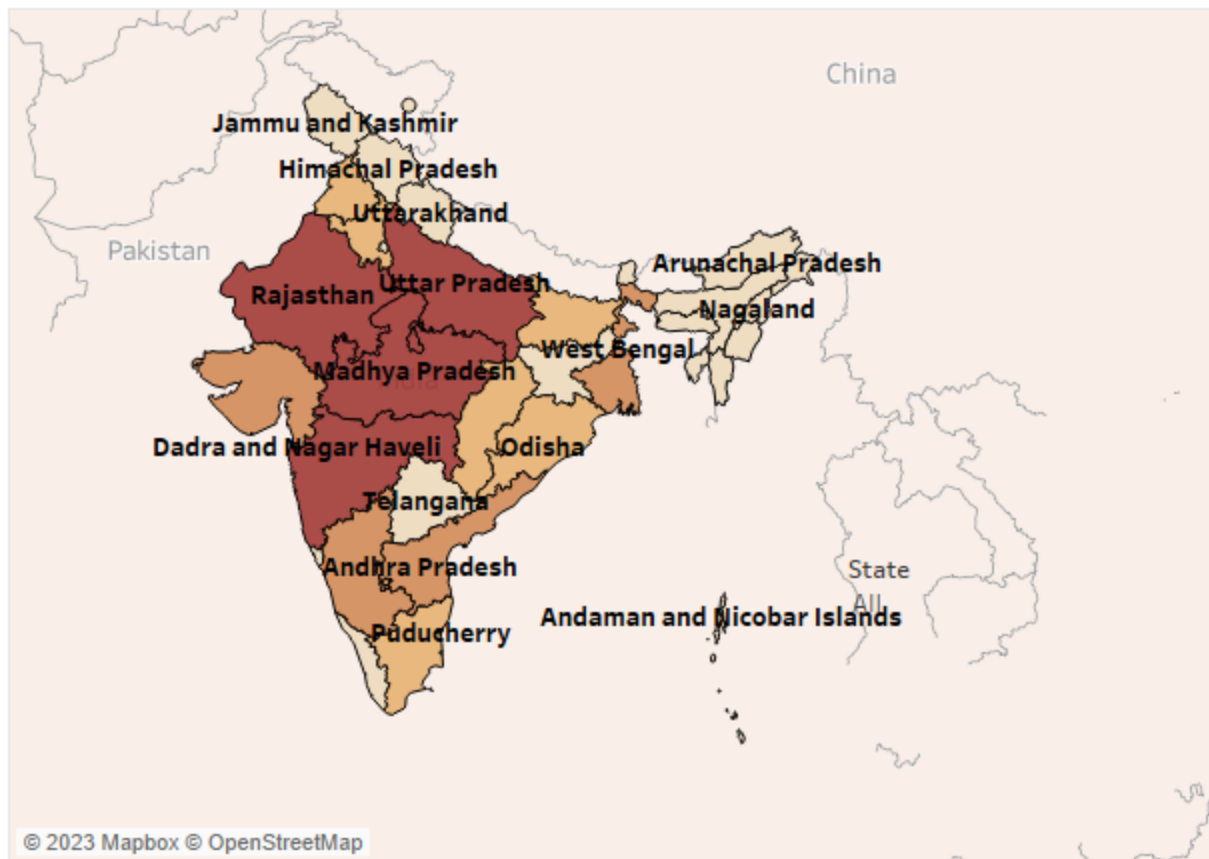 China
Jammu and Kashmir
Himachal Pradesh
Uttarakhand
Pakistan
Arunachal Pradesh
Uttar Pradesh
Rajasthan
Nagaland
West Bengal
Madhya Pradesh
India
Dadra and Nagar Haveli
Odisha
Telangana
Andhra Pradesh
State
All
Andaman and Nicobar Islands
Puducherry
© 2023 Mapbox © OpenStreetMap